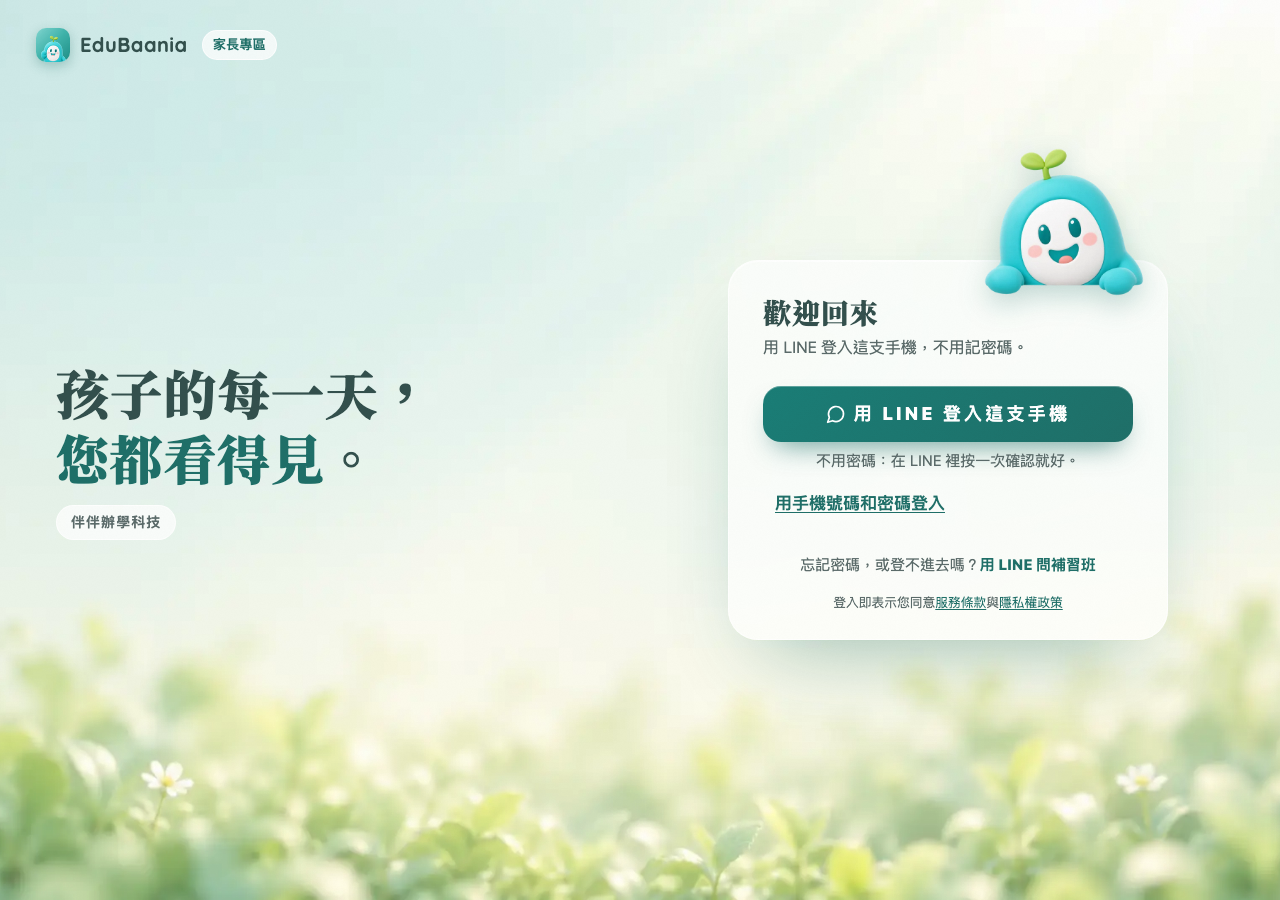 EduBaania 家長專區
孩子的每一天，
您都看得見。
伴伴辦學科技
歡迎回來
用 LINE 登入這支手機，不用記密碼。
用 LINE 登入這支手機
不用密碼：在 LINE 裡按一次確認就好。
用手機號碼和密碼登入
忘記密碼，或登不進去嗎？用 LINE 問補習班
登入即表示您同意服務條款與隱私權政策